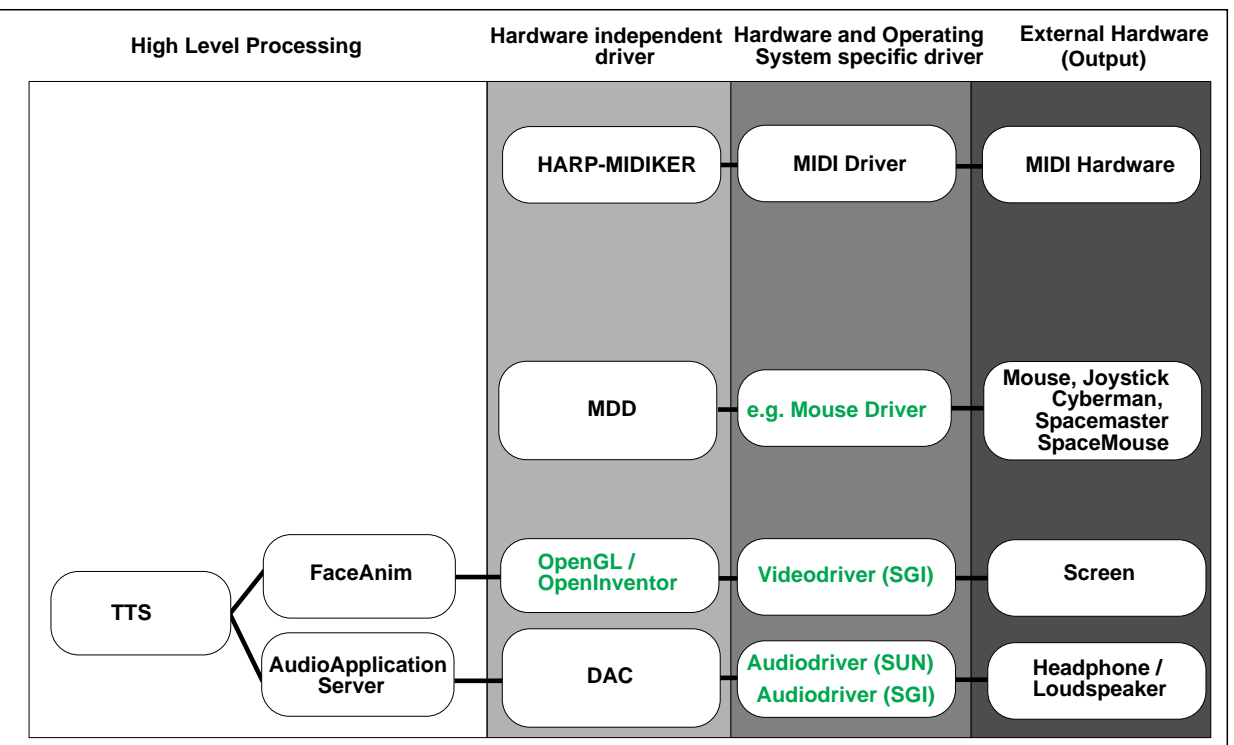 High Level Processing
Hardware independent
driver
Hardware and Operating
System specific driver
External Hardware
(Output)
HARP-MIDIKER
MIDI Driver
MIDI Hardware
MDD
e.g. Mouse Driver
Mouse, Joystick
Cyberman,
Spacemaster
SpaceMouse
TTS
FaceAnim
OpenGL /
OpenInventor
Videodriver (SGI)
Screen
AudioApplication
Server
DAC
Audiodriver (SUN)
Audiodriver (SGI)
Headphone /
Loudspeaker